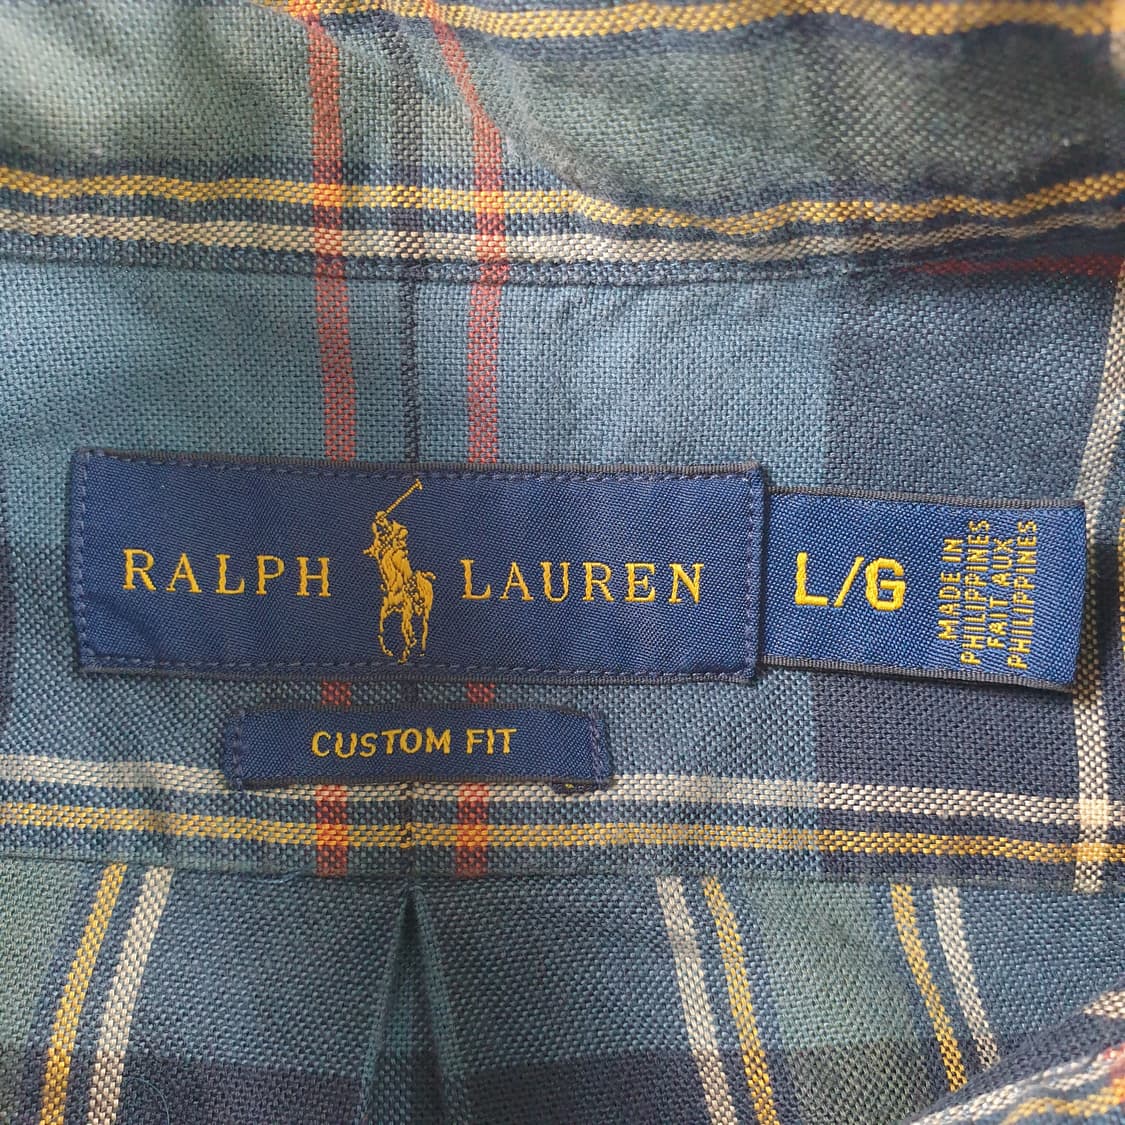 RALPH LAUREN
L/G
MADE IN
PHILIPPINES
FAIT AUX
PHILIPPINES
CUSTOM FIT